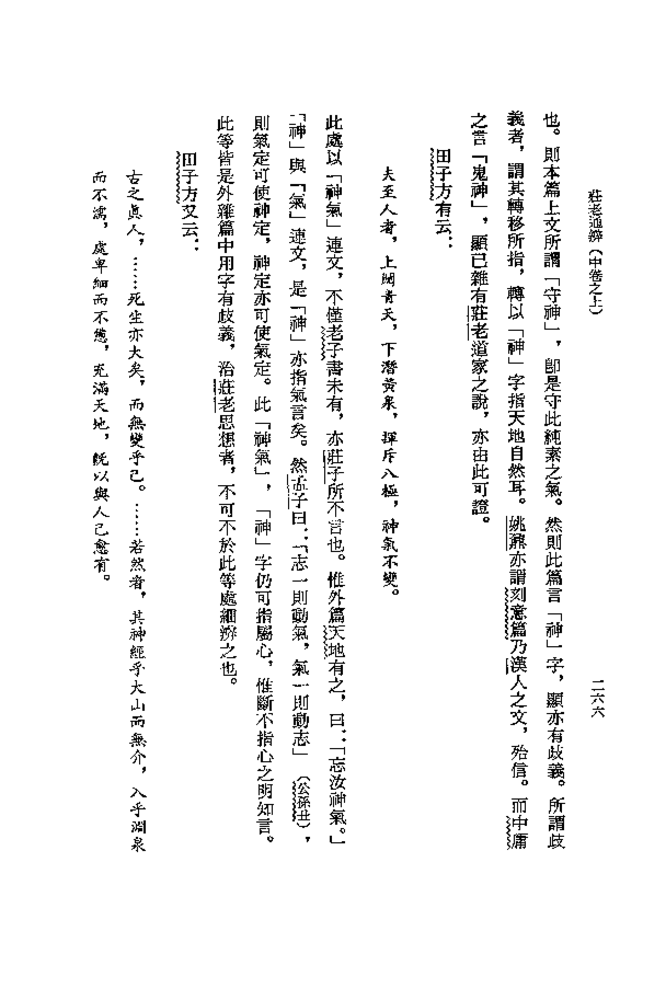 莊老通辨（中卷之上）
二六六
也。則本篇上文所謂「守神」，卽是守此純素之氣。然則此篇言「神」字，顯亦有歧義。所謂歧
義者，謂其轉移所指，轉以「神」字指天地自然耳。姚鼐亦謂刻意篇乃漢人之文，殆信。而中庸
之言「鬼神」，顯已雜有莊老道家之說，亦由此可證。
田子方有云：
夫至人者，上闚青天，下潛黃泉，揮斥八極，神氣不變。
此處以「神氣」連文，不僅老子書未有，亦莊子所不言也。惟外篇天地有之，曰：「忘汝神氣。」
「神」與「氣」連文，是「神」亦指氣言矣。然孟子曰：「志一則動氣，氣一則動志」（公孫丑），
則氣定可使神定，神定亦可使氣定。此「神氣」，「神」字仍可指屬心，惟斷不指心之明知言。
此等皆是外雜篇中用字有歧義，治莊老思想者，不可不於此等處細辨之也。
田子方又云：
古之眞人，……死生亦大矣，而無變乎己。……若然者，其神經乎大山而無介，入乎淵泉
而不濡，處卑細而不憊，充滿天地，旣以與人己愈有。